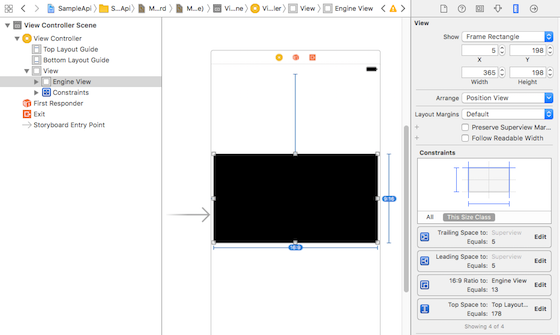 SampleApi
S...Api
M...rd
M...e)
Vi...ne
Vi...ller
View
Engine View
View Controller Scene
View Controller
Top Layout Guide
Bottom Layout Guide
View
Engine View
Constraints
First Responder
Exit
Storyboard Entry Point
9:16
16:9
View
Show Frame Rectangle
5 198
X Y
365 198
Width Height
Arrange Position View
Layout Margins Default
Preserve Superview Mar...
Follow Readable Width
Constraints
All This Size Class
Trailing Space to: Superview
Equals: 5 Edit
Leading Space to: Superview
Equals: 5 Edit
16:9 Ratio to: Engine View
Equals: 13 Edit
Top Space to: Top Layout...
Equals: 178 Edit
Showing 4 of 4